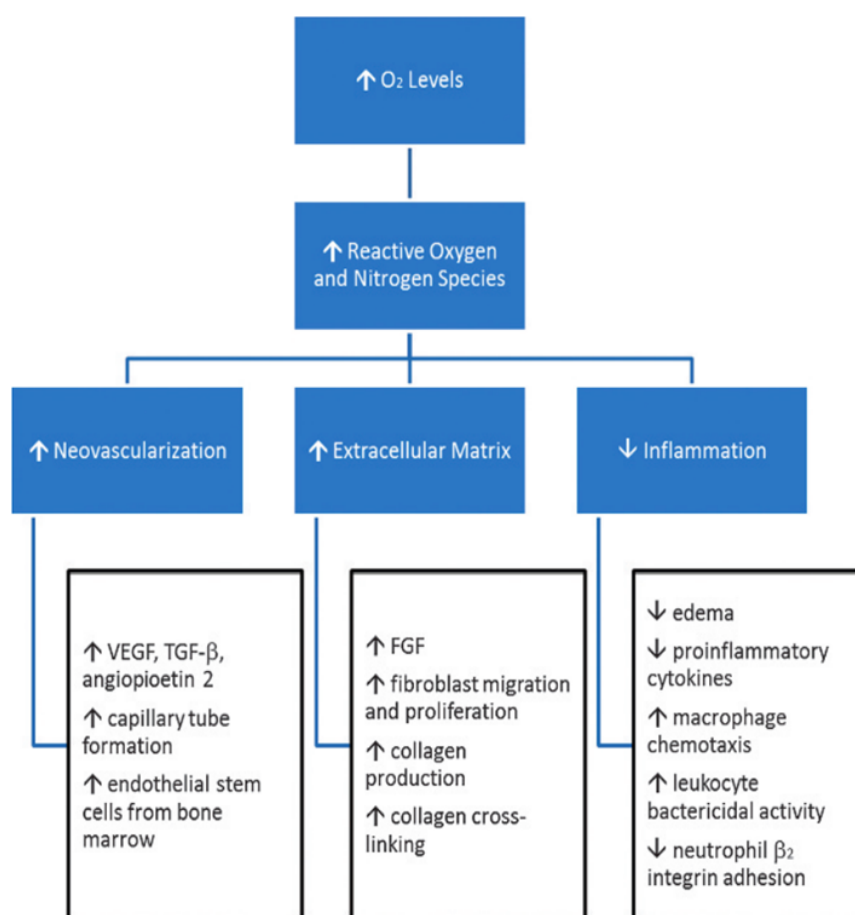 ↑ O₂ Levels
↑ Reactive Oxygen
and Nitrogen Species
↑ Neovascularization
↑ Extracellular Matrix
↓ Inflammation
↑ VEGF, TGF-β,
angiopoietin 2
↑ capillary tube
formation
↑ endothelial stem
cells from bone
marrow
↑ FGF
↑ fibroblast migration
and proliferation
↑ collagen
production
↑ collagen cross-
linking
↓ edema
↓ proinflammatory
cytokines
↑ macrophage
chemotaxis
↑ leukocyte
bactericidal activity
↓ neutrophil β₂
integrin adhesion